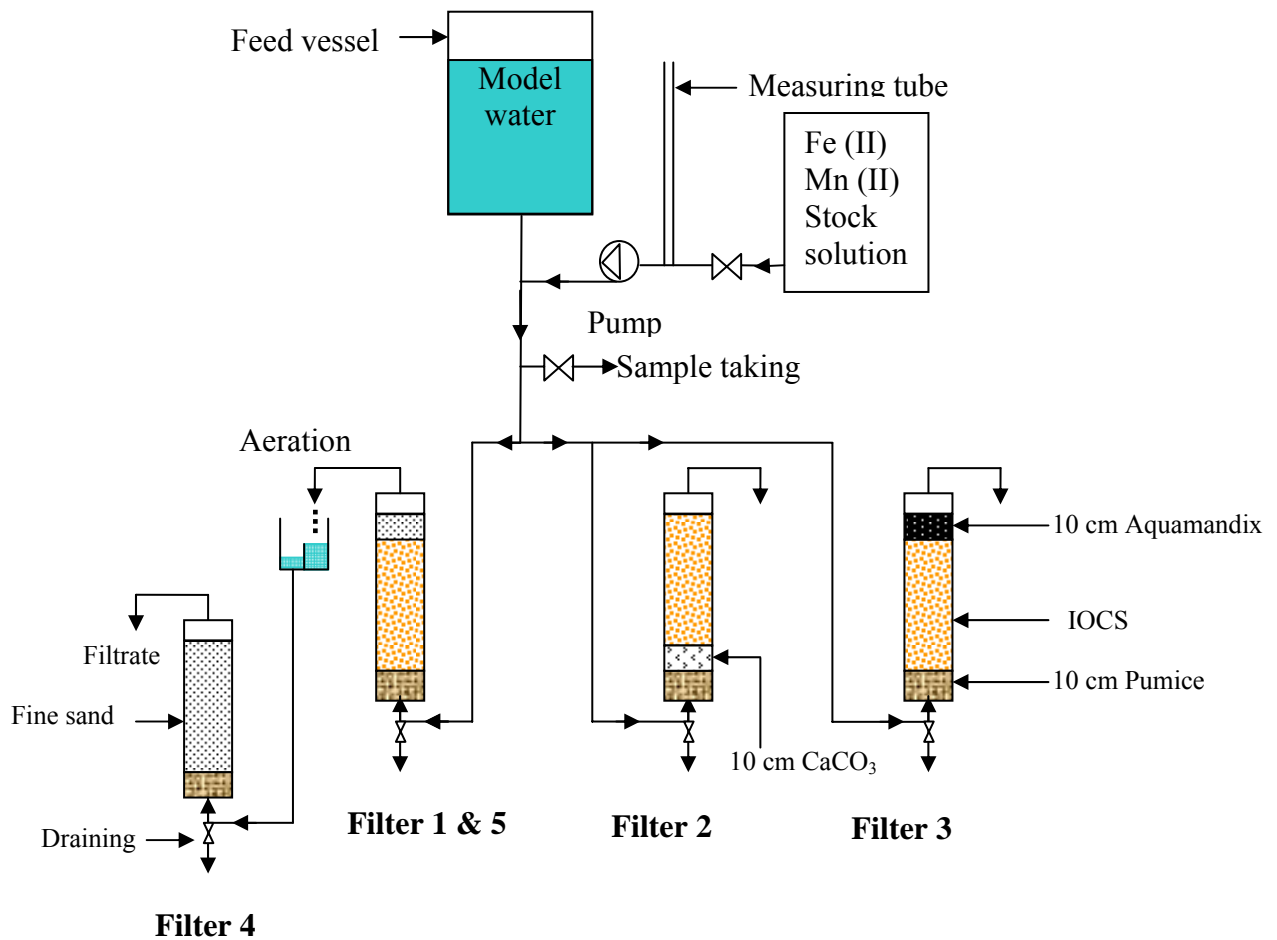 Feed vessel
Model
water
Measuring tube
Fe (II)
Mn (II)
Stock
solution
Pump
Sample taking
Aeration
10 cm Aquamandix
IOCS
Filtrate
10 cm Pumice
Fine sand
10 cm CaCO₃
Filter 1 & 5
Filter 2
Filter 3
Draining
Filter 4